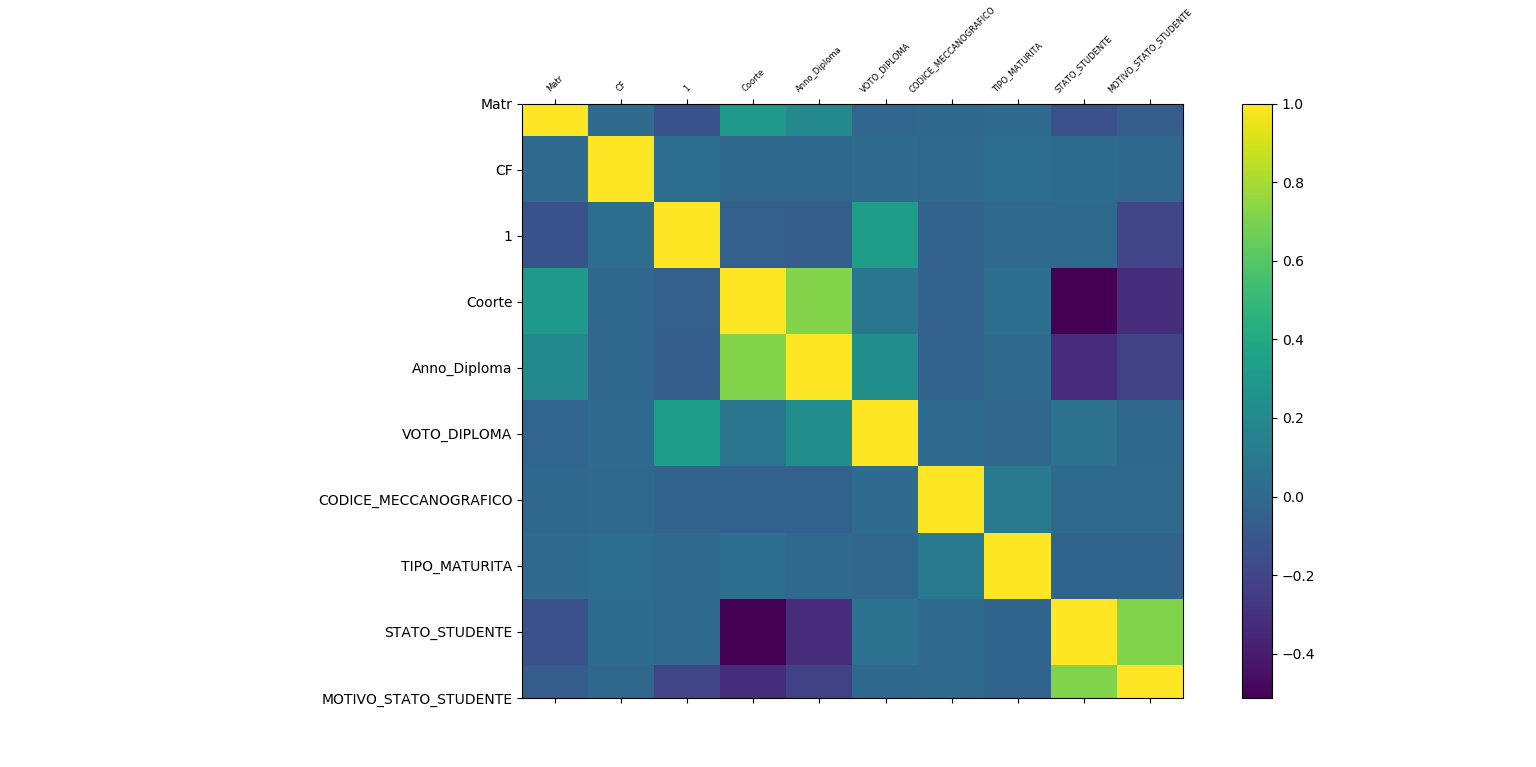 Matr
CF
1
Coorte
Anno_Diploma
VOTO_DIPLOMA
CODICE_MECCANOGRAFICO
TIPO_MATURITA
STATO_STUDENTE
MOTIVO_STATO_STUDENTE
Matr
CF
1
Coorte
Anno_Diploma
VOTO_DIPLOMA
CODICE_MECCANOGRAFICO
TIPO_MATURITA
STATO_STUDENTE
MOTIVO_STATO_STUDENTE
1.0
0.8
0.6
0.4
0.2
0.0
−0.2
−0.4